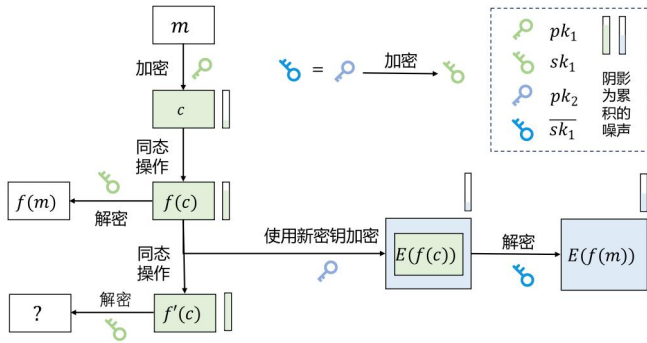 m
加密
c
同态
操作
f(m)
解密
f(c)
同态
操作
?
解密
f'(c)
= 加密
使用新密钥加密
E(f(c))
解密
E(f(m))
pk₁
sk₁
pk₂
\overline{sk₁}
阴影
为累
积的
噪声